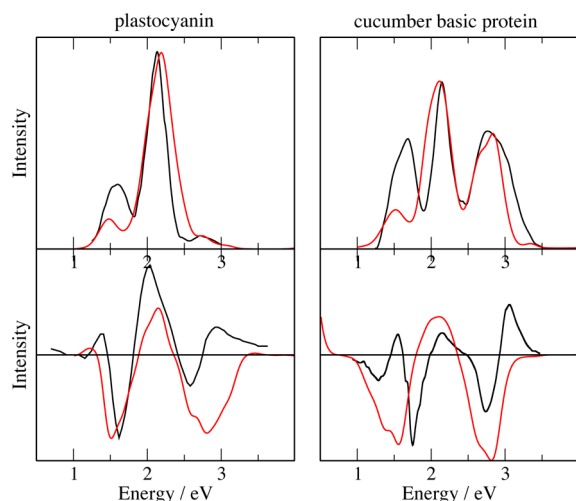 plastocyanin
cucumber basic protein
Intensity
1 2 3
1 2 3
Intensity
1 2 3
Energy / eV
1 2 3
Energy / eV